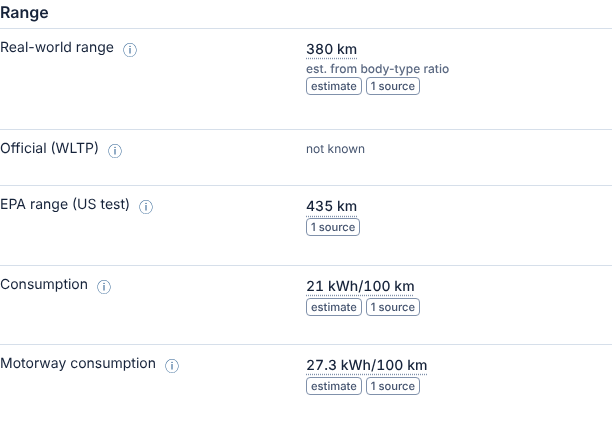 Range
Real-world range ⓘ
380 km
est. from body-type ratio
estimate 1 source
Official (WLTP) ⓘ
not known
EPA range (US test) ⓘ
435 km
1 source
Consumption ⓘ
21 kWh/100 km
estimate 1 source
Motorway consumption ⓘ
27.3 kWh/100 km
estimate 1 source